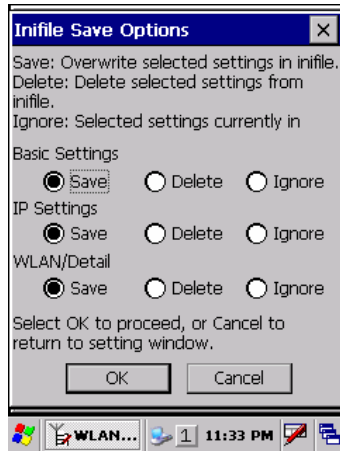 Inifile Save Options
Save: Overwrite selected settings in inifile.
Delete: Delete selected settings from
inifile.
Ignore: Selected settings currently in
Basic Settings
Save Delete Ignore
IP Settings
Save Delete Ignore
WLAN/Detail
Save Delete Ignore
Select OK to proceed, or Cancel to
return to setting window.
OK Cancel
WLAN... 1 11:33 PM